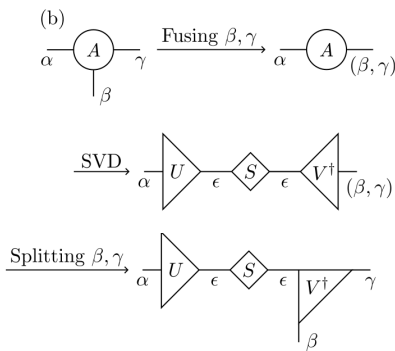 (b)
A Fusing β, γ A
α γ α (β, γ)
β
SVD U S V†
α ϵ ϵ (β, γ)
Splitting β, γ U S V†
α ϵ ϵ γ
β